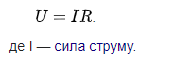 U = IR.
де І — сила струму.